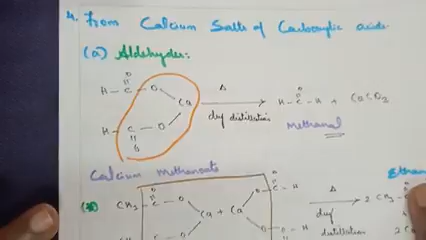 4. From Calcium Salts of Carboxylic acids
(a) Aldehydes:
O
H - C - O
Ca
H - C - O
O
Δ
dry distillation
O
H - C - H + CaCO3
Methanal
Calcium Methanoate
Ethan
CH3 - C - O
O
Ca + Ca
O
O - C - H
O - C - H
Δ
dry
distillation
2 CH3